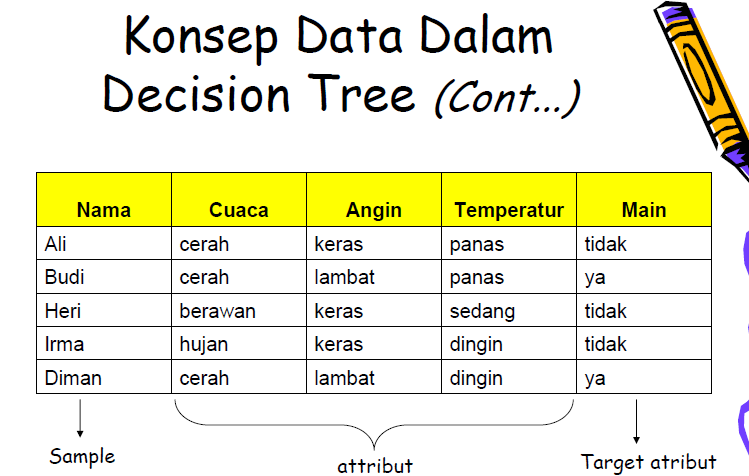 Konsep Data Dalam
Decision Tree (Cont...)
Nama Cuaca Angin Temperatur Main
Ali cerah keras panas tidak
Budi cerah lambat panas ya
Heri berawan keras sedang tidak
Irma hujan keras dingin tidak
Diman cerah lambat dingin ya
Sample attribut Target atribut